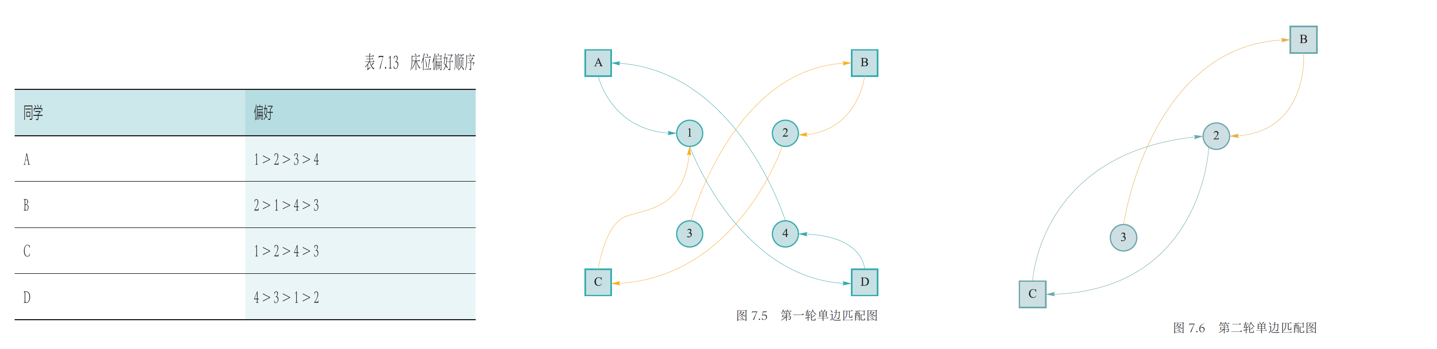 表 7.13 床位偏好顺序
同学 偏好
A 1 > 2 > 3 > 4
B 2 > 1 > 4 > 3
C 1 > 2 > 4 > 3
D 4 > 3 > 1 > 2
A B
1 2
3 4
C D
图 7.5 第一轮单边匹配图
B
2
3
C
图 7.6 第二轮单边匹配图